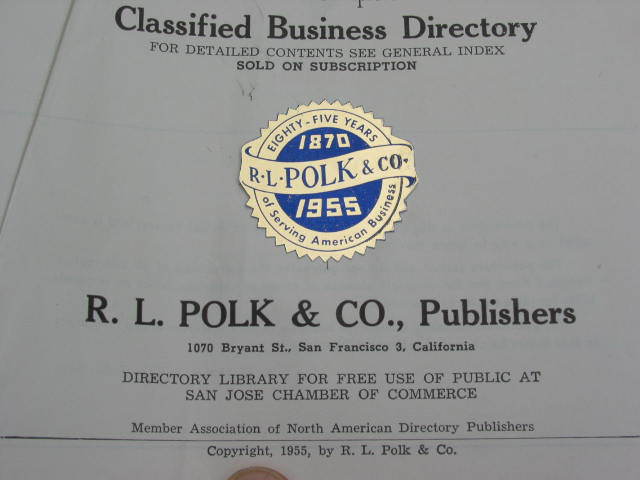 Classified Business Directory
FOR DETAILED CONTENTS SEE GENERAL INDEX
SOLD ON SUBSCRIPTION
EIGHTY-FIVE YEARS
1870
R·L·POLK & CO.
1955
of Serving American Business
R. L. POLK & CO., Publishers
1070 Bryant St., San Francisco 3, California
DIRECTORY LIBRARY FOR FREE USE OF PUBLIC AT
SAN JOSE CHAMBER OF COMMERCE
Member Association of North American Directory Publishers
Copyright, 1955, by R. L. Polk & Co.